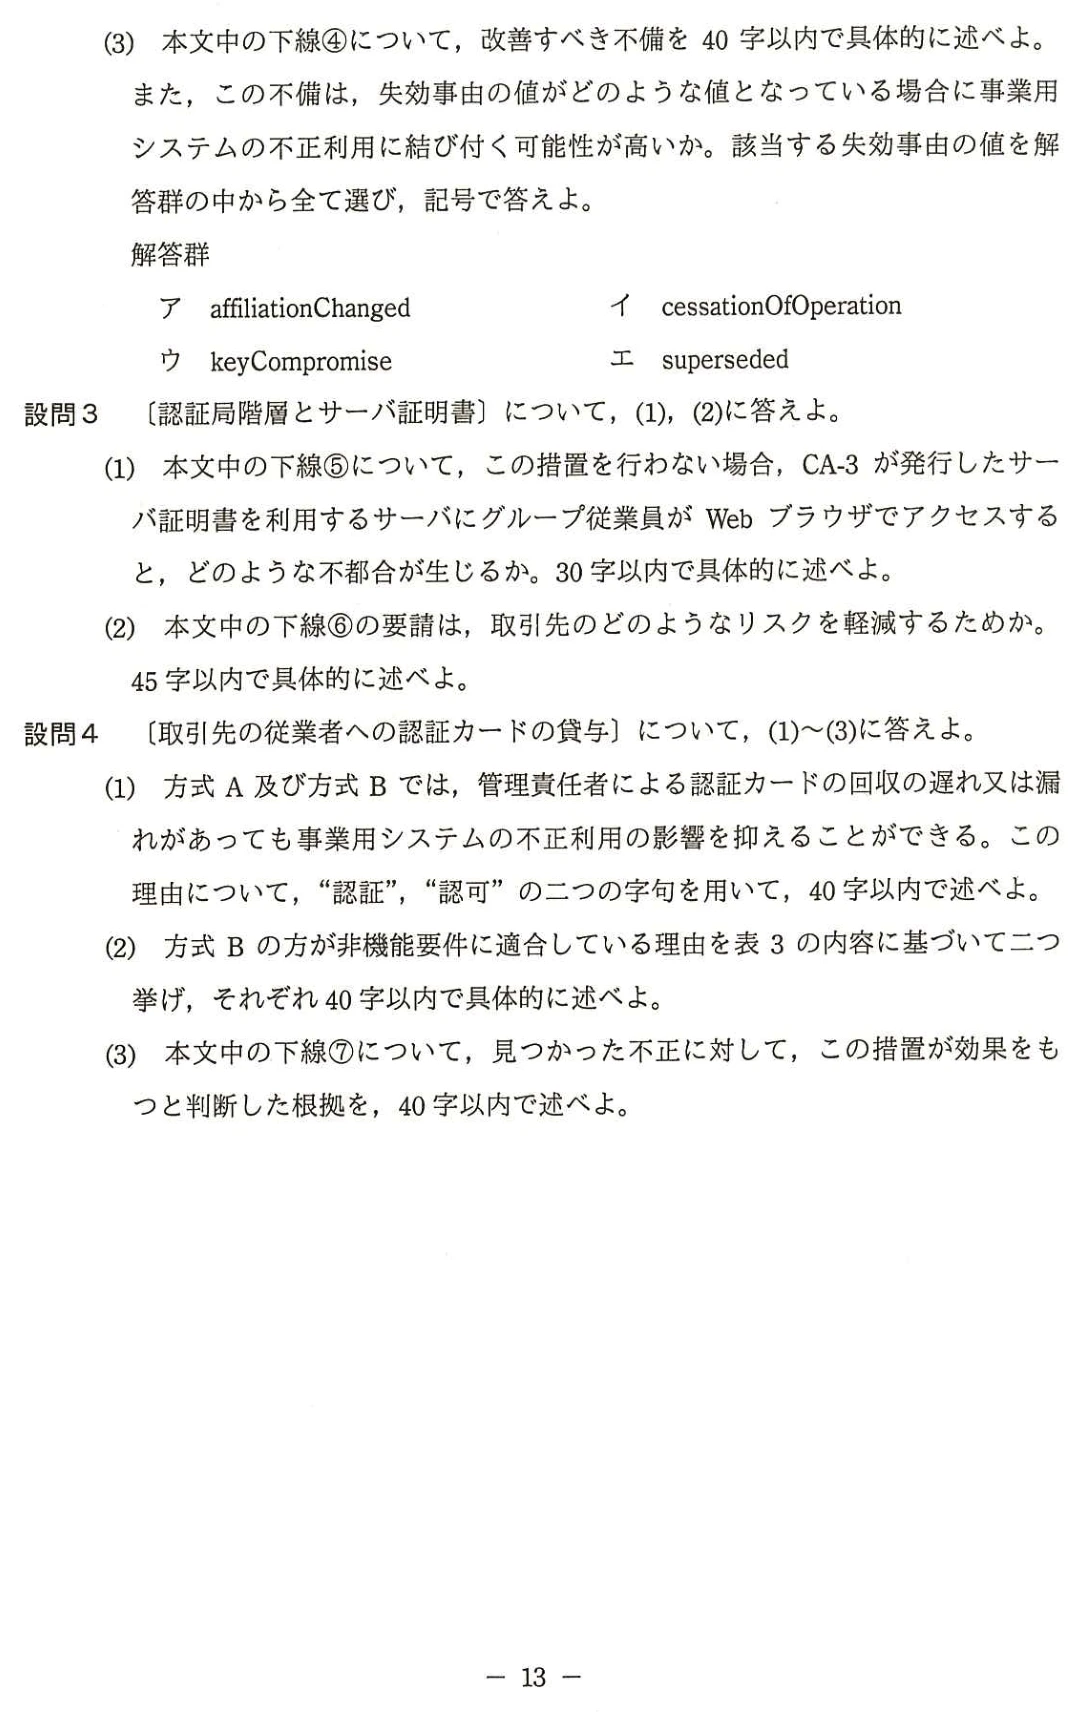 (3) 本文中の下線④について，改善すべき不備を 40 字以内で具体的に述べよ。
また，この不備は，失効事由の値がどのような値となっている場合に事業用
システムの不正利用に結び付く可能性が高いか。該当する失効事由の値を解
答群の中から全て選び，記号で答えよ。
解答群
ア affiliationChanged イ cessationOfOperation
ウ keyCompromise エ superseded
設問３ 〔認証局階層とサーバ証明書〕について，(1)，(2)に答えよ。
(1) 本文中の下線⑤について，この措置を行わない場合，CA-3 が発行したサー
バ証明書を利用するサーバにグループ従業員が Web ブラウザでアクセスする
と，どのような不都合が生じるか。30 字以内で具体的に述べよ。
(2) 本文中の下線⑥の要請は，取引先のどのようなリスクを軽減するためか。
45 字以内で具体的に述べよ。
設問４ 〔取引先の従業者への認証カードの貸与〕について，(1)～(3)に答えよ。
(1) 方式 A 及び方式 B では，管理責任者による認証カードの回収の遅れ又は漏
れがあっても事業用システムの不正利用の影響を抑えることができる。この
理由について，“認証”，“認可” の二つの字句を用いて，40 字以内で述べよ。
(2) 方式 B の方が非機能要件に適合している理由を表 3 の内容に基づいて二つ
挙げ，それぞれ 40 字以内で具体的に述べよ。
(3) 本文中の下線⑦について，見つかった不正に対して，この措置が効果をも
つと判断した根拠を，40 字以内で述べよ。
— 13 —